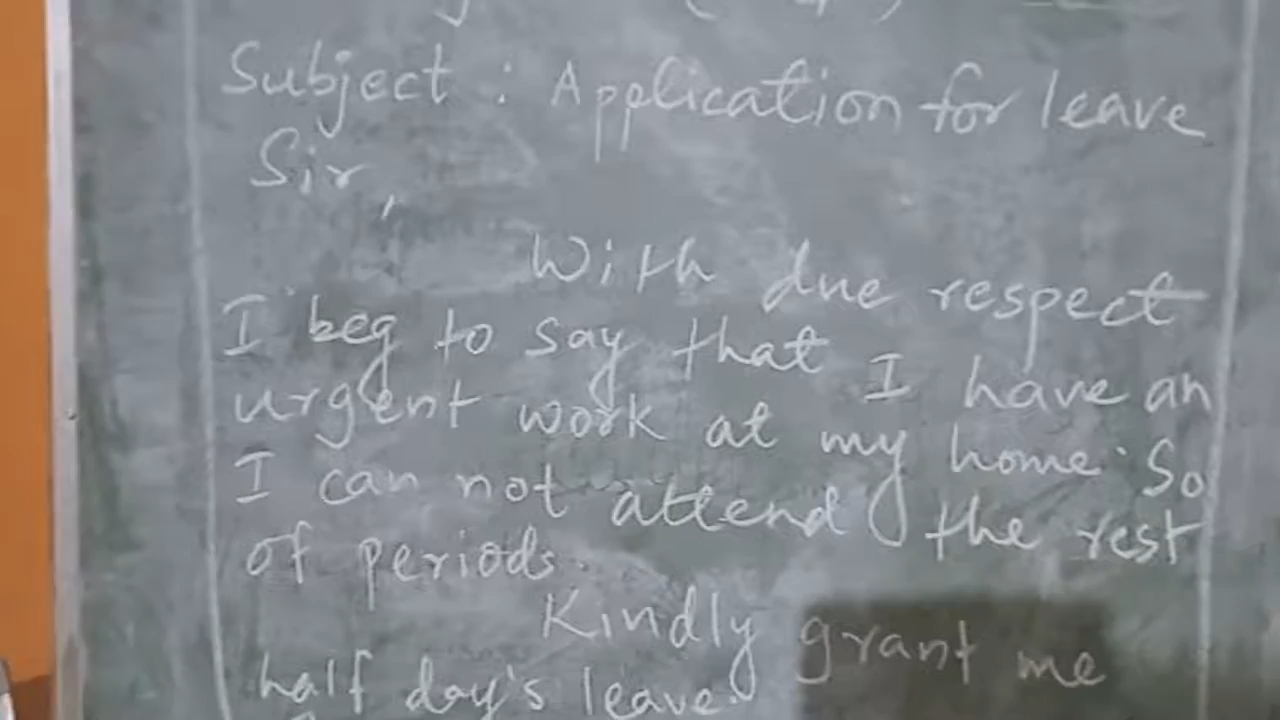 Subject : Application for leave
Sir,
With due respect
I beg to say that I have an
urgent work at my home. So
I can not attend the rest
of periods.
Kindly grant me
half day's leave.